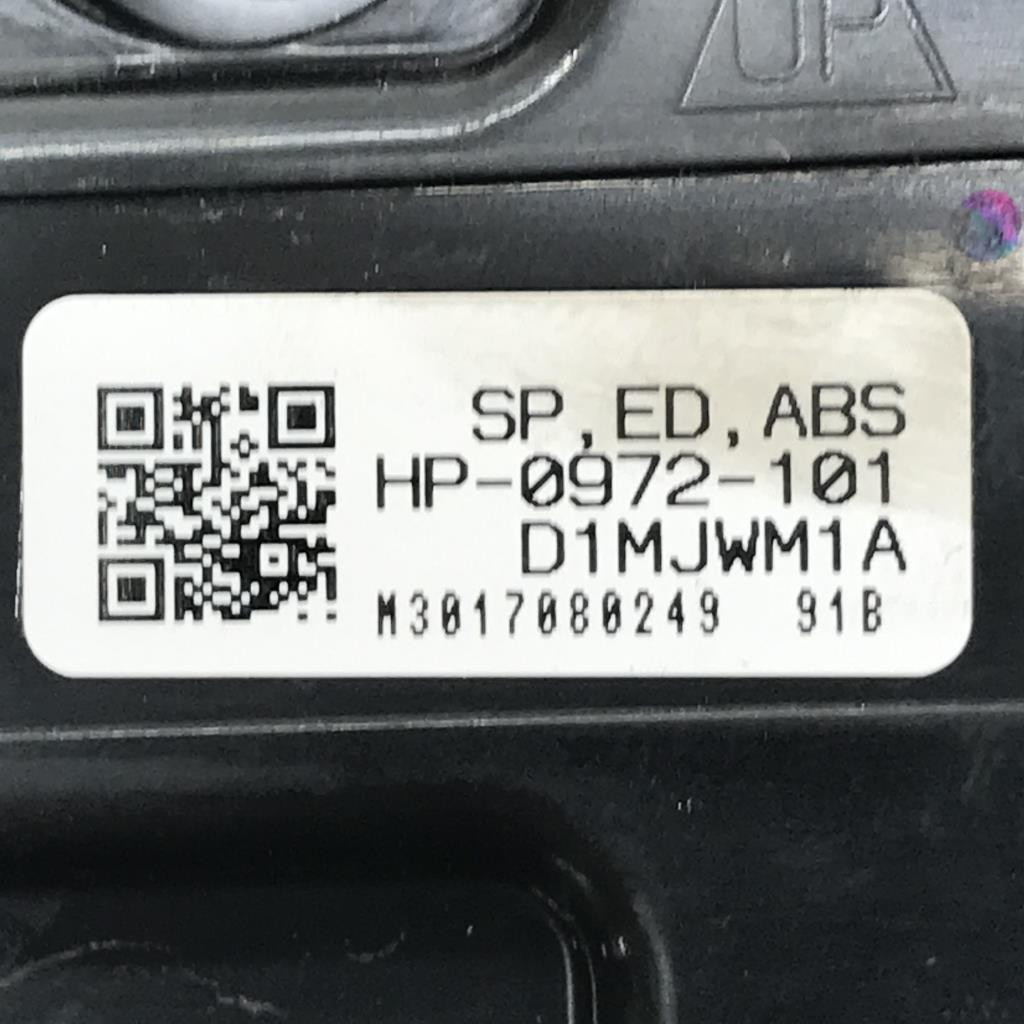 UP
SP,ED,ABS
HP-0972-101
D1MJWM1A
M3017080249 91B